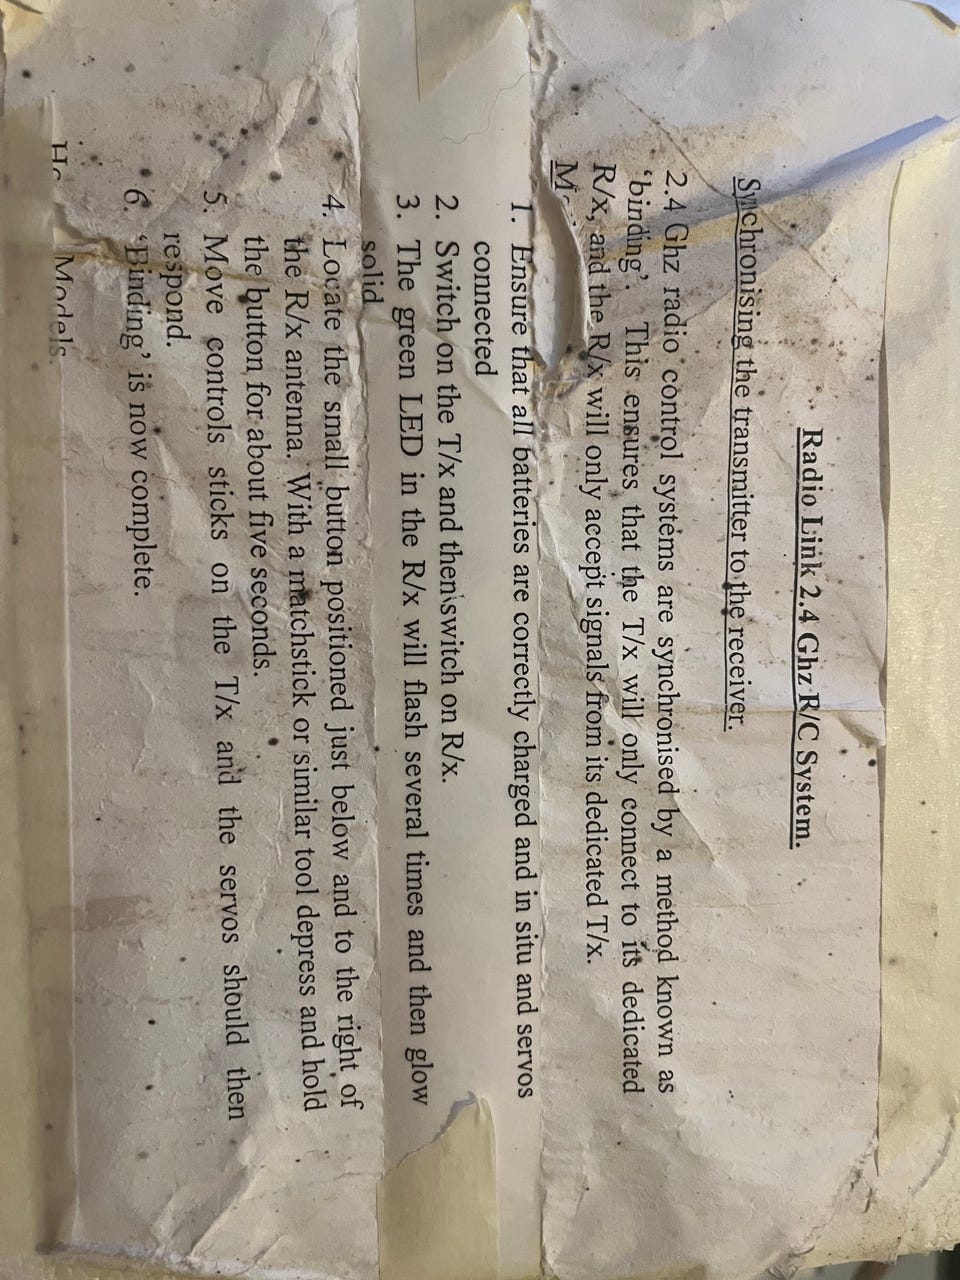 Radio Link 2.4 Ghz R/C System.
Synchronising the transmitter to the receiver.
2.4 Ghz radio control systems are synchronised by a method known as
‘binding’. This ensures that the T/x will only connect to its dedicated
R/x, and the R/x will only accept signals from its dedicated T/x.
1. Ensure that all batteries are correctly charged and in situ and servos
connected
2. Switch on the T/x and then switch on R/x.
3. The green LED in the R/x will flash several times and then glow
solid
4. Locate the small button positioned just below and to the right of
the R/x antenna. With a matchstick or similar tool depress and hold
the button for about five seconds.
5. Move controls sticks on the T/x and the servos should then
respond.
6. ‘Binding’ is now complete.
Models.